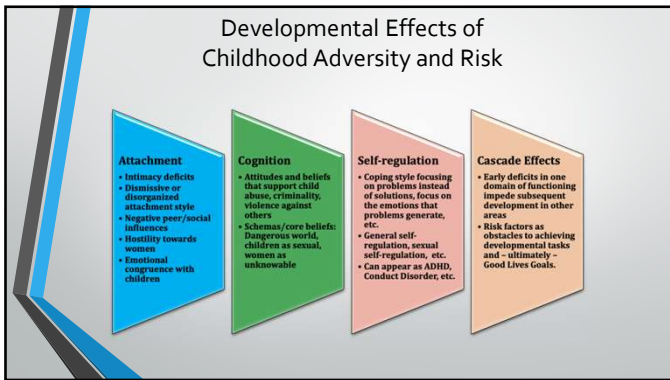 Developmental Effects of
Childhood Adversity and Risk
Attachment
• Intimacy deficits
• Dismissive or
disorganized
attachment style
• Negative peer/social
influences
• Hostility towards
women
• Emotional
congruence with
children
Cognition
• Attitudes and beliefs
that support child
abuse, criminality,
violence against
others
• Schemas/core beliefs:
Dangerous world,
children as sexual,
women as
unknowable
Self-regulation
• Coping style focusing
on problems instead
of solutions, focus on
the emotions that
problems generate,
etc.
• General self-
regulation, sexual
self-regulation, etc.
• Can appear as ADHD,
Conduct Disorder, etc.
Cascade Effects
• Early deficits in one
domain of functioning
impede subsequent
development in other
areas
• Risk factors as
obstacles to achieving
developmental tasks
and – ultimately –
Good Lives Goals.